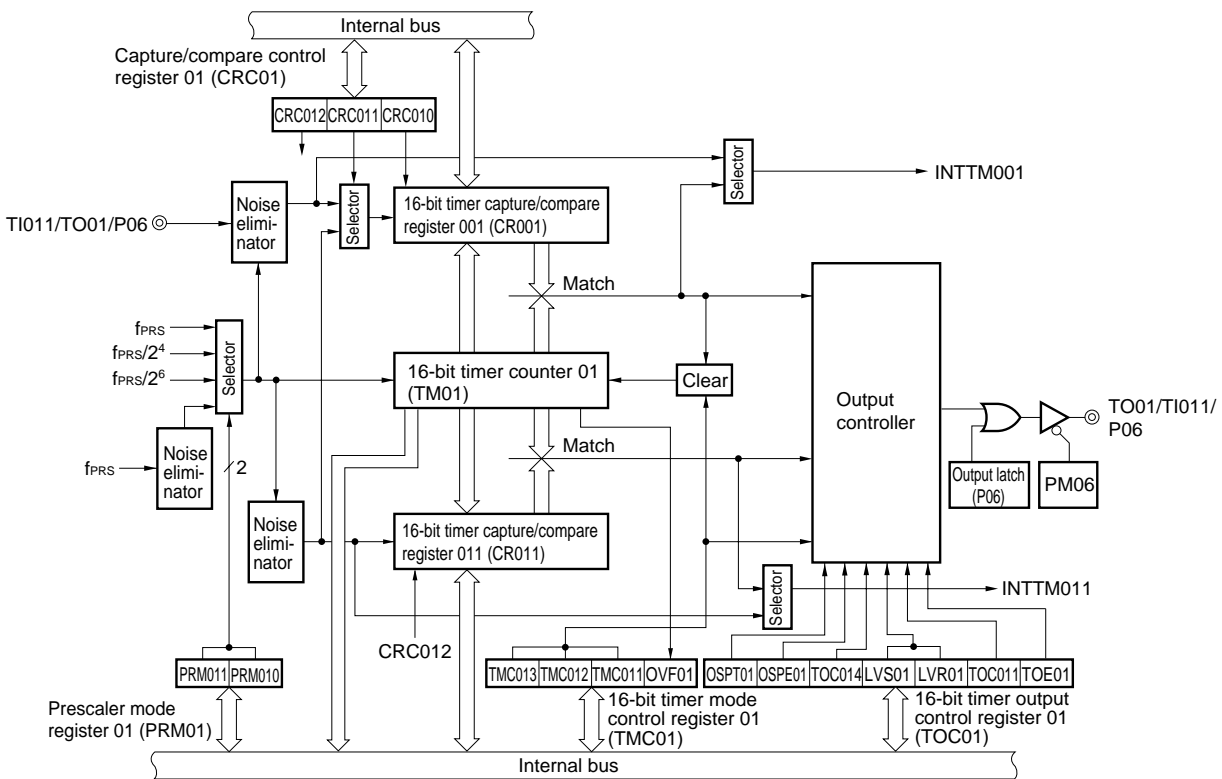 Internal bus
Capture/compare control
register 01 (CRC01)
CRC012 CRC011 CRC010
Selector
INTTM001
TI011/TO01/P06
Noise
elimi-
nator
Selector
16-bit timer capture/compare
register 001 (CR001)
Match
fPRS
fPRS/2⁴
fPRS/2⁶
Selector
16-bit timer counter 01
(TM01)
Clear
Output
controller
TO01/TI011/
P06
fPRS
Noise
elimi-
nator
2
Match
Output latch
(P06)
PM06
Noise
elimi-
nator
16-bit timer capture/compare
register 011 (CR011)
Selector
INTTM011
CRC012
PRM011 PRM010
TMC013 TMC012 TMC011 OVF01
OSPT01 OSPE01 TOC014 LVS01 LVR01 TOC011 TOE01
Prescaler mode
register 01 (PRM01)
16-bit timer mode
control register 01
(TMC01)
16-bit timer output
control register 01
(TOC01)
Internal bus